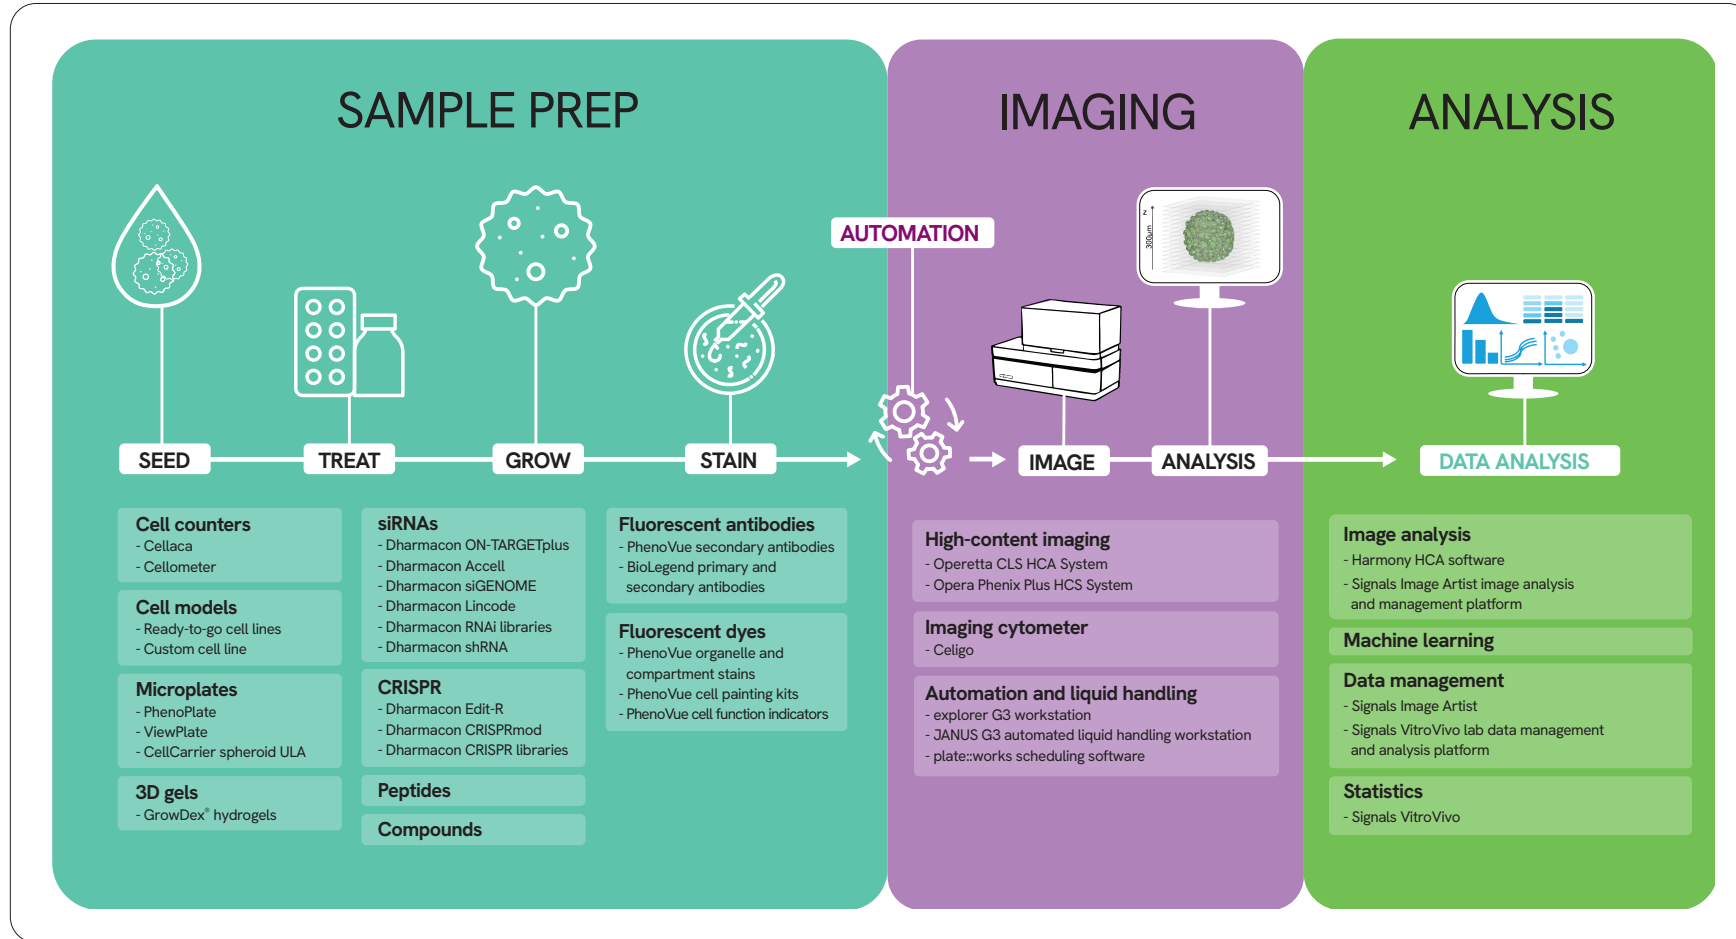 SAMPLE PREP
IMAGING
ANALYSIS
AUTOMATION
z
300µm
SEED
TREAT
GROW
STAIN
IMAGE
ANALYSIS
DATA ANALYSIS
Cell counters
- Cellaca
- Cellometer
Cell models
- Ready-to-go cell lines
- Custom cell line
Microplates
- PhenoPlate
- ViewPlate
- CellCarrier spheroid ULA
3D gels
- GrowDex® hydrogels
siRNAs
- Dharmacon ON-TARGETplus
- Dharmacon Accell
- Dharmacon siGENOME
- Dharmacon Lincode
- Dharmacon RNAi libraries
- Dharmacon shRNA
CRISPR
- Dharmacon Edit-R
- Dharmacon CRISPRmod
- Dharmacon CRISPR libraries
Peptides
Compounds
Fluorescent antibodies
- PhenoVue secondary antibodies
- BioLegend primary and
secondary antibodies
Fluorescent dyes
- PhenoVue organelle and
compartment stains
- PhenoVue cell painting kits
- PhenoVue cell function indicators
High-content imaging
- Operetta CLS HCA System
- Opera Phenix Plus HCS System
Imaging cytometer
- Celigo
Automation and liquid handling
- explorer G3 workstation
- JANUS G3 automated liquid handling workstation
- plate::works scheduling software
Image analysis
- Harmony HCA software
- Signals Image Artist image analysis
and management platform
Machine learning
Data management
- Signals Image Artist
- Signals VitroVivo lab data management
and analysis platform
Statistics
- Signals VitroVivo